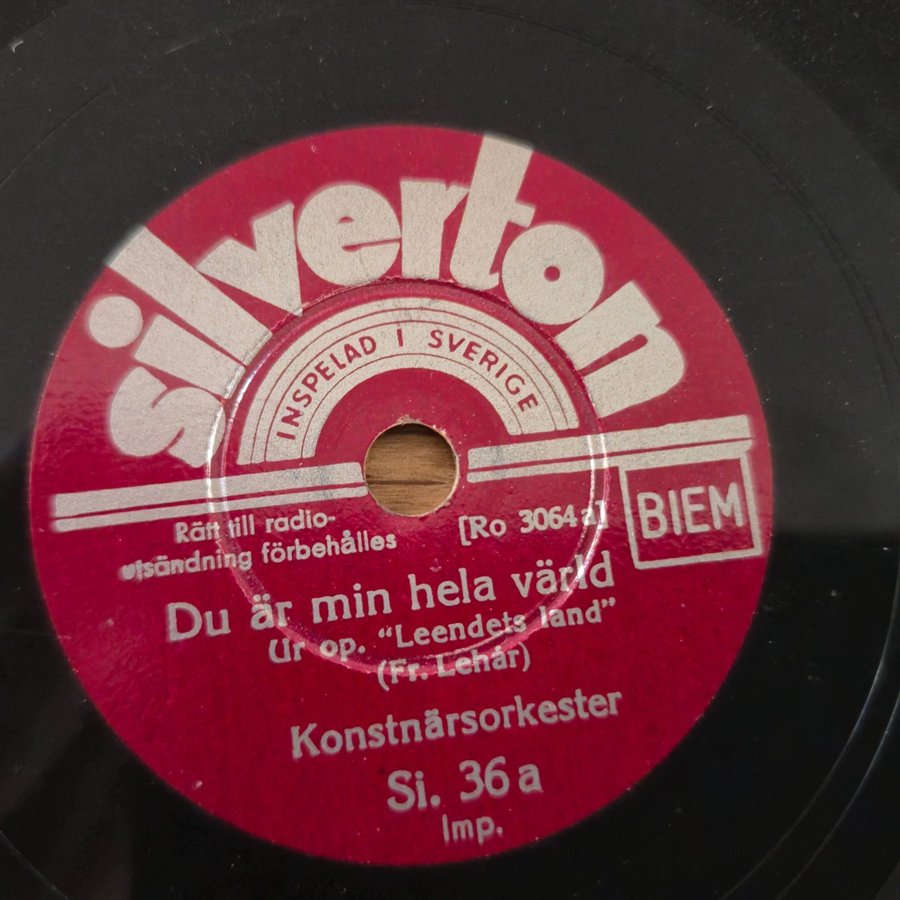 silverton
INSPELAD I SVERIGE
Rätt till radio-
utsändning förbehålles
[Ro 3064 a]
BIEM
Du är min hela värld
Ur op. "Leendets land"
(Fr. Lehár)
Konstnärsorkester
Si. 36 a
Imp.